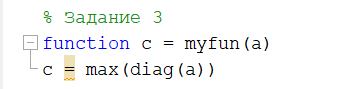 % Задание 3
function c = myfun(a)
c = max(diag(a))